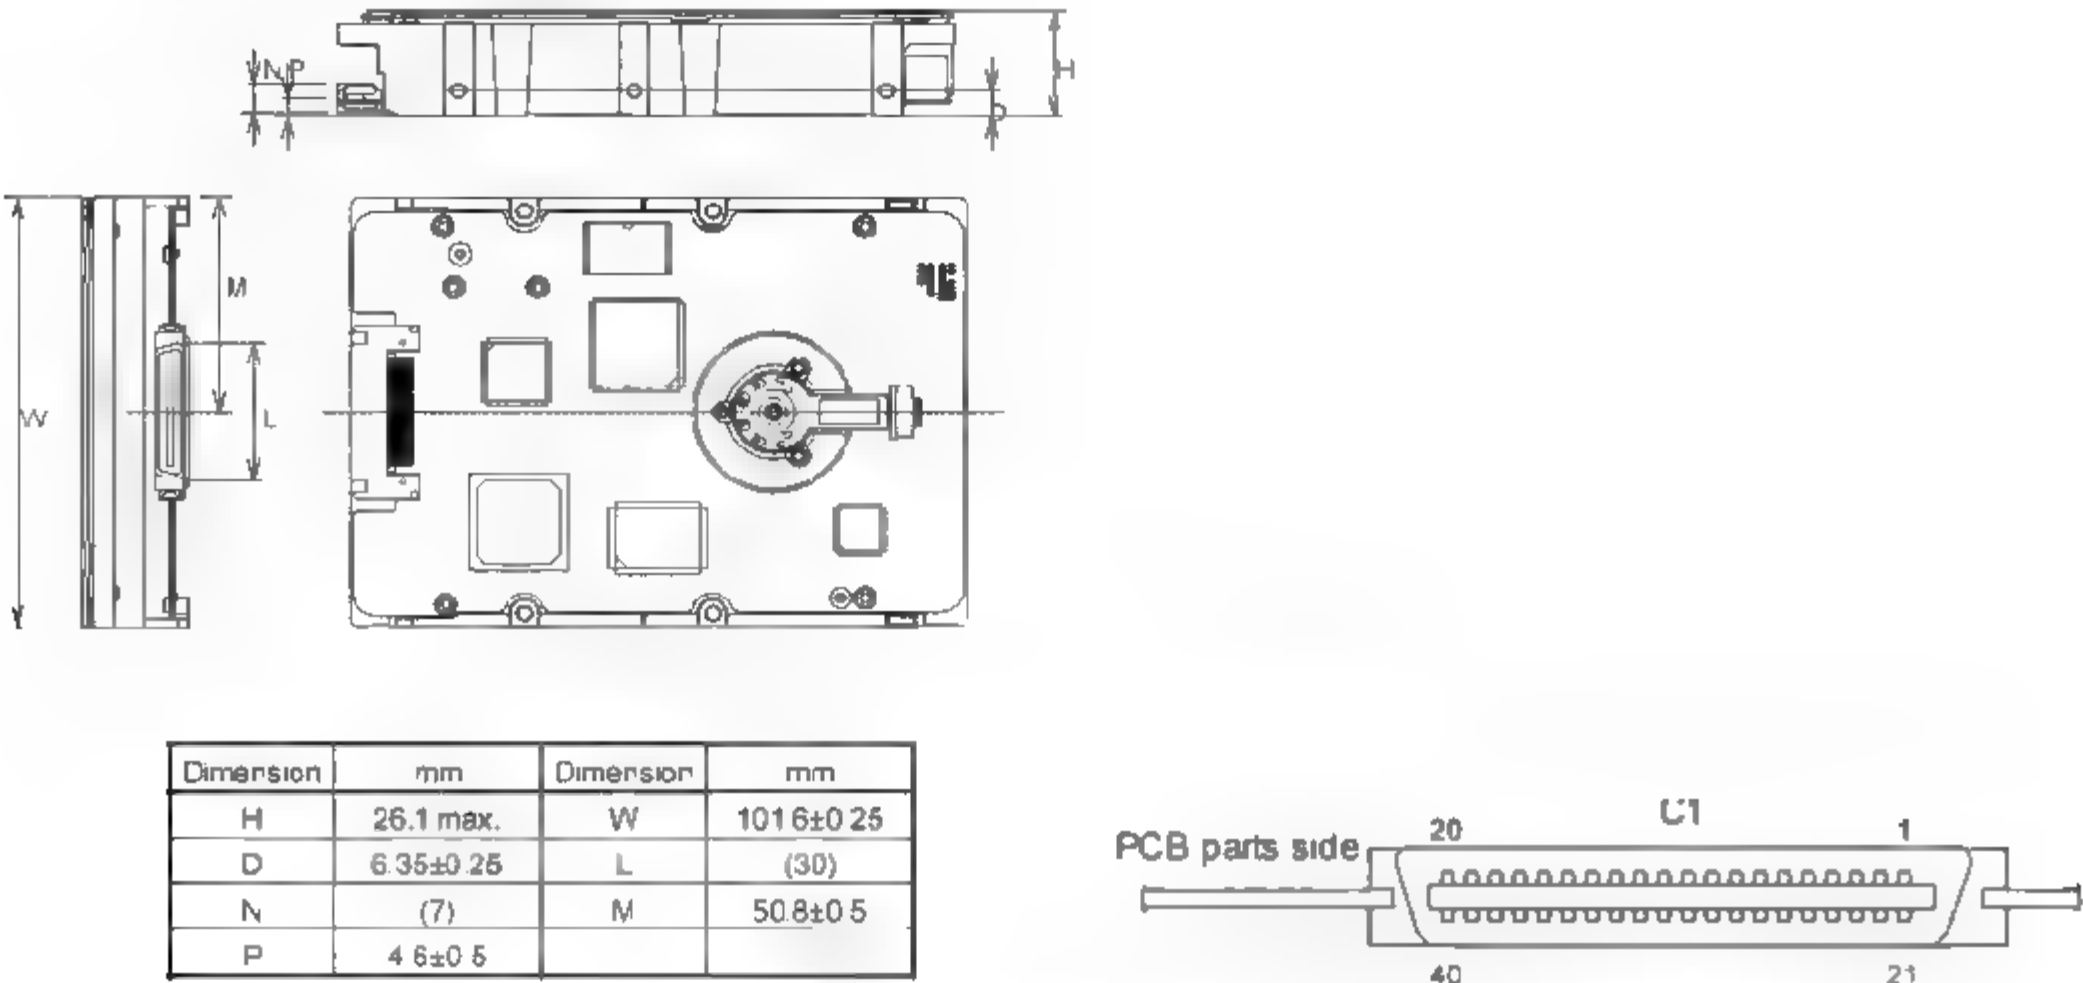 N P
H
D
M
W
L
Dimension mm Dimension mm
H 26.1 max. W 101.6±0.25
D 6.35±0.25 L (30)
N (7) M 50.8±0.5
P 4.6±0.5
C1
20 1
PCB parts side
40 21